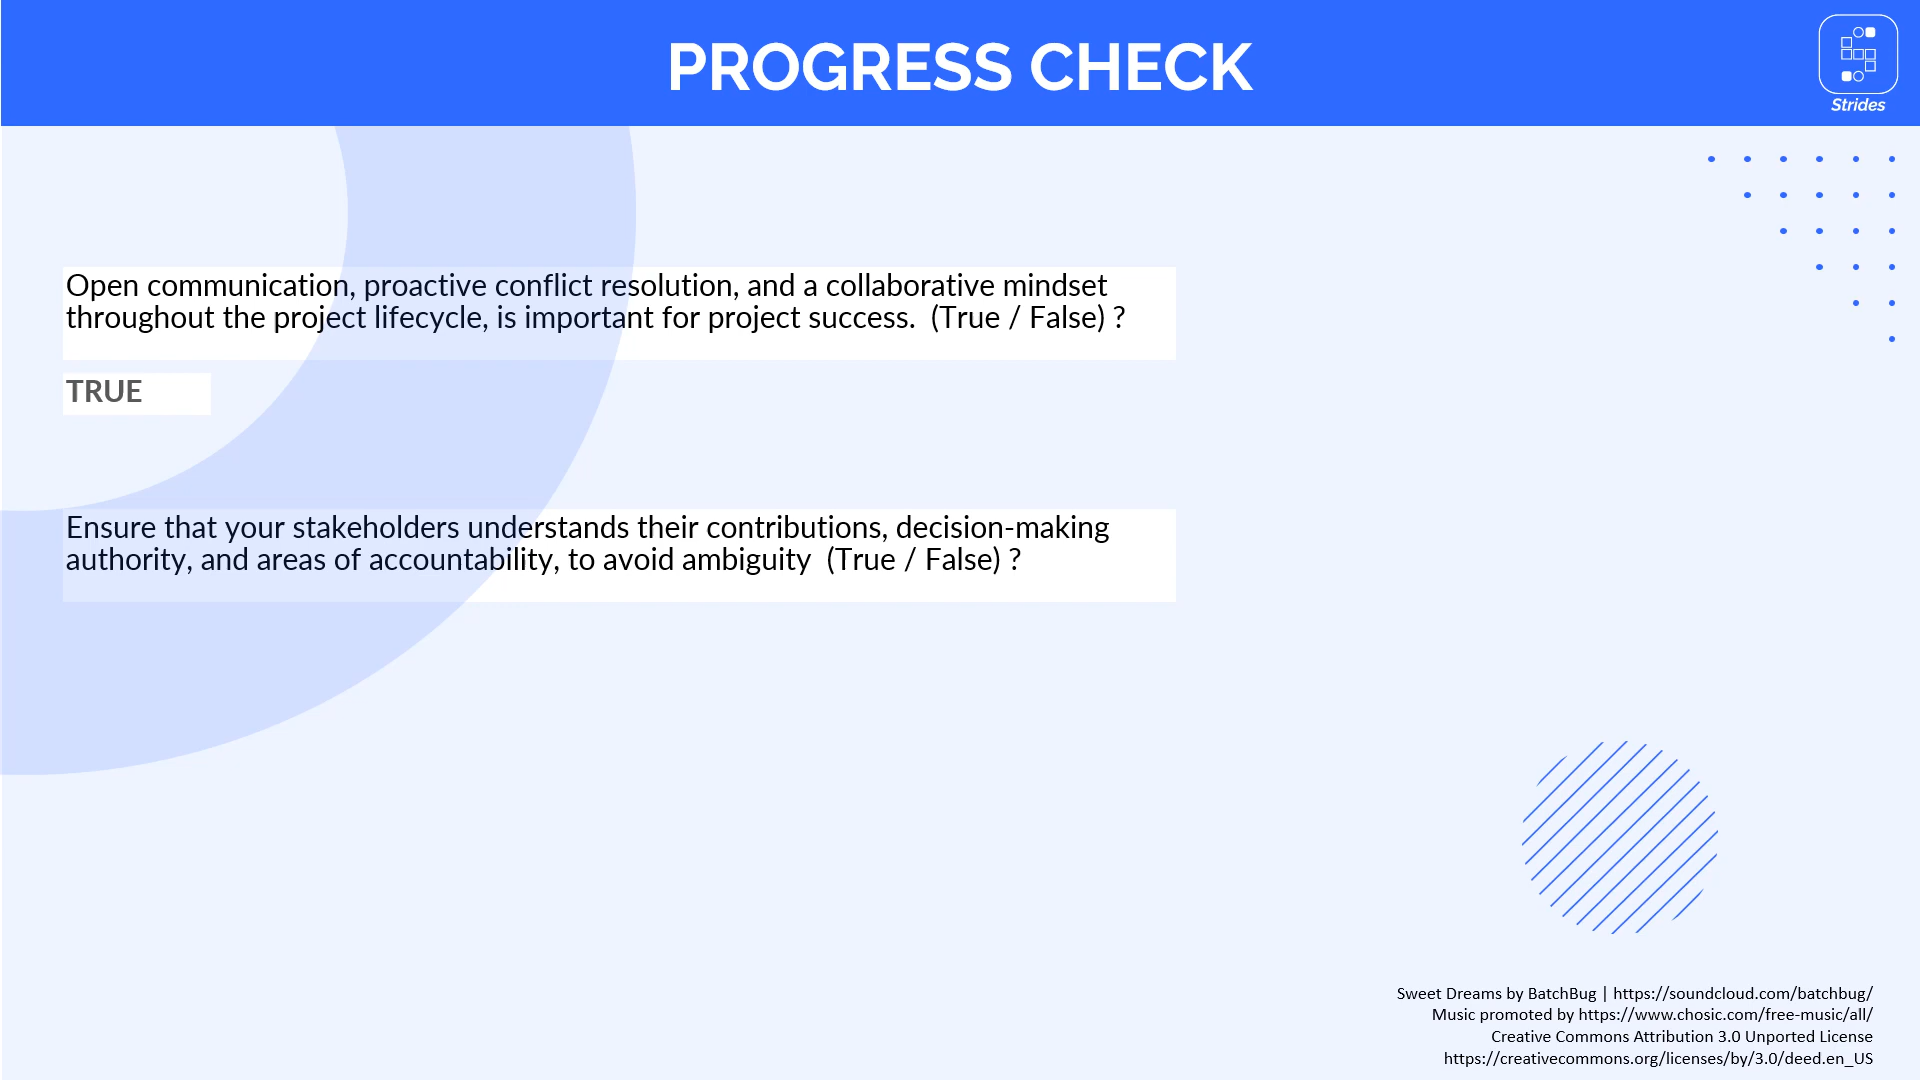 PROGRESS CHECK
Strides
Open communication, proactive conflict resolution, and a collaborative mindset
throughout the project lifecycle, is important for project success.  (True / False) ?
TRUE
Ensure that your stakeholders understands their contributions, decision-making
authority, and areas of accountability, to avoid ambiguity  (True / False) ?
Sweet Dreams by BatchBug | https://soundcloud.com/batchbug/
Music promoted by https://www.chosic.com/free-music/all/
Creative Commons Attribution 3.0 Unported License
https://creativecommons.org/licenses/by/3.0/deed.en_US